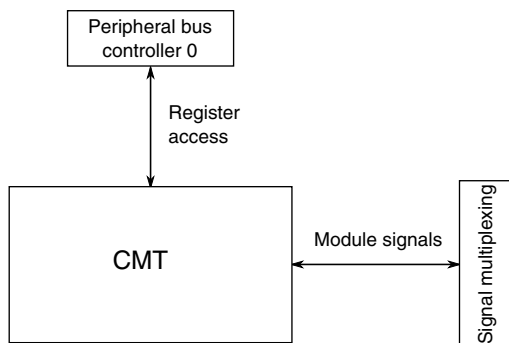 Peripheral bus
controller 0
Register
access
CMT
Module signals
Signal multiplexing